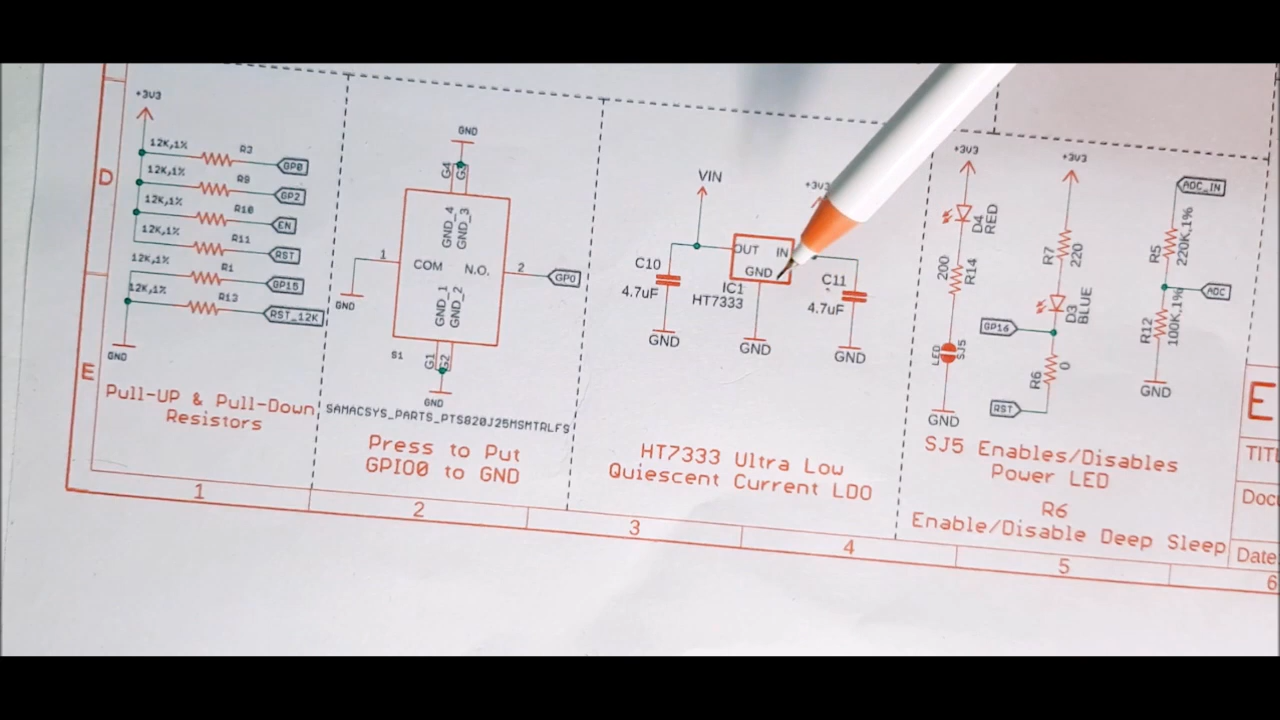 D
+3V3
12K,1%
R3
GP0
12K,1%
R9
GP2
12K,1%
R10
EN
12K,1%
R11
RST
12K,1%
R1
GP15
12K,1%
R13
RST_12K
GND
E
Pull-UP & Pull-Down
Resistors
GND
G4
G3
GND_4
GND_3
1
COM
N.O.
2
GP0
GND
GND_1
GND_2
S1
G1
G2
GND
SAMACSYS_PARTS_PTS820J25MSMTRLFS
Press to Put
GPIO0 to GND
VIN
+3V3
OUT
IN
GND
C10
4.7uF
IC1
HT7333
C11
4.7uF
GND
GND
GND
HT7333 Ultra Low
Quiescent Current LDO
+3V3
D4
RED
200
R14
LED
SJ5
GND
+3V3
R7
220
D3
BLUE
GP16
R6
0
RST
ADC_IN
R5
220K,1%
ADC
R12
100K,1%
GND
SJ5 Enables/Disables
Power LED
R6
Enable/Disable Deep Sleep
E
Date
1
2
3
4
5
6